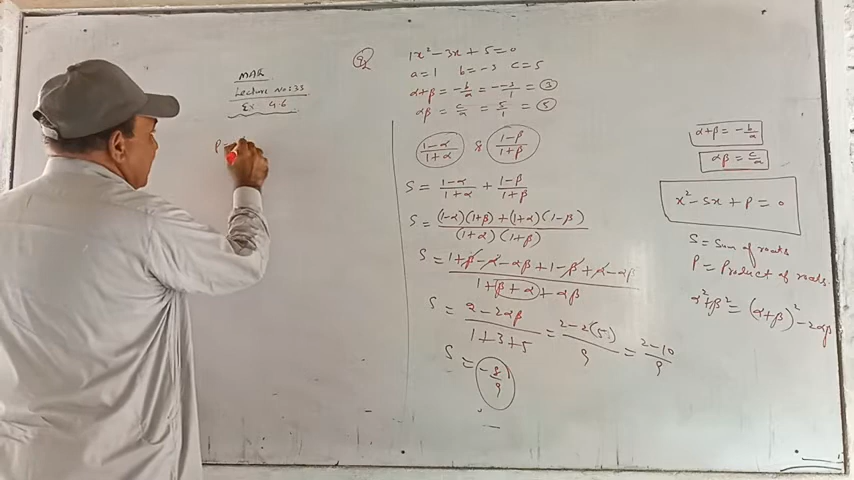 MATH
Lecture No: 33
Ex 4.6
P =
Q2
1x² - 3x + 5 = 0
a = 1 b = -3 c = 5
α+β = -b/a = -(-3)/1 = 3
αβ = c/a = 5/1 = 5
(1-α)/(1+α) & (1-β)/(1+β)
S = (1-α)/(1+α) + (1-β)/(1+β)
S = ((1-α)(1+β) + (1+α)(1-β))/((1+α)(1+β))
S = (1+β-α-αβ+1-β+α-αβ)/(1+(β+α)+αβ)
S = (2-2αβ)/(1+3+5) = (2-2(5))/9 = (2-10)/9
S = -8/9
α+β = -b/a
αβ = c/a
x² - Sx + P = 0
S = Sum of roots
P = Product of roots.
α²+β² = (α+β)² - 2αβ